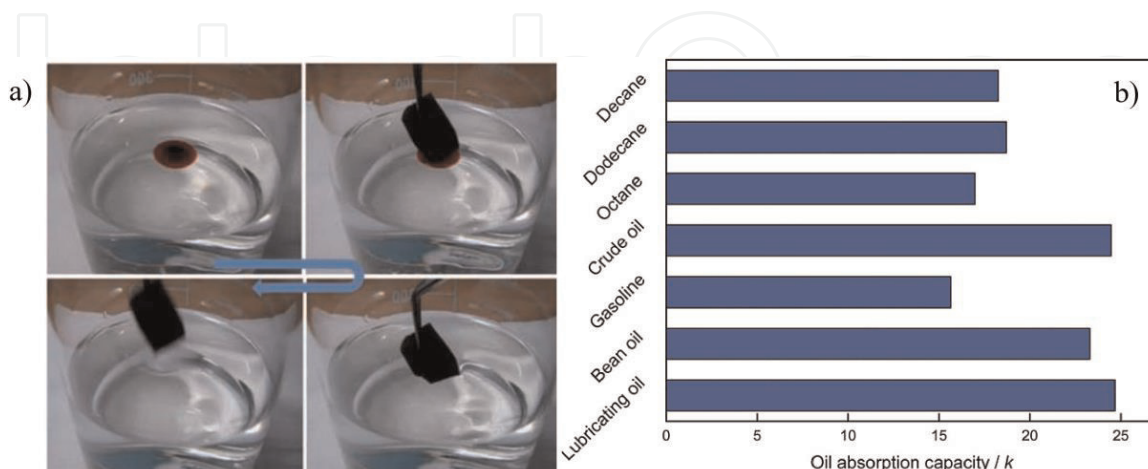 a)
b)
Decane
Dodecane
Octane
Crude oil
Gasoline
Bean oil
Lubricating oil
0 5 10 15 20 25
Oil absorption capacity / k